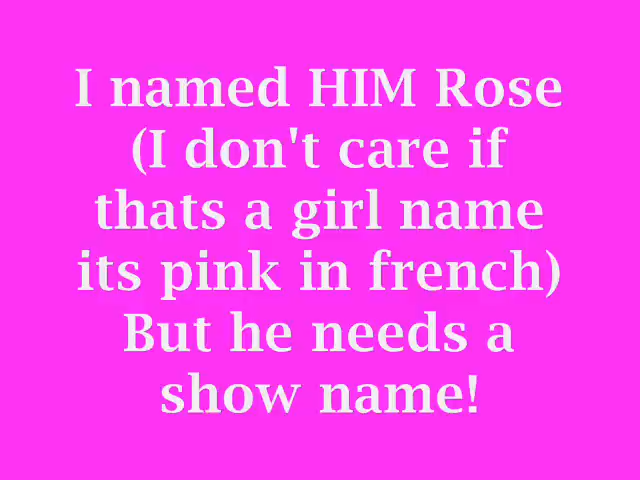 I named HIM Rose
(I don't care if
thats a girl name
its pink in french)
But he needs a
show name!